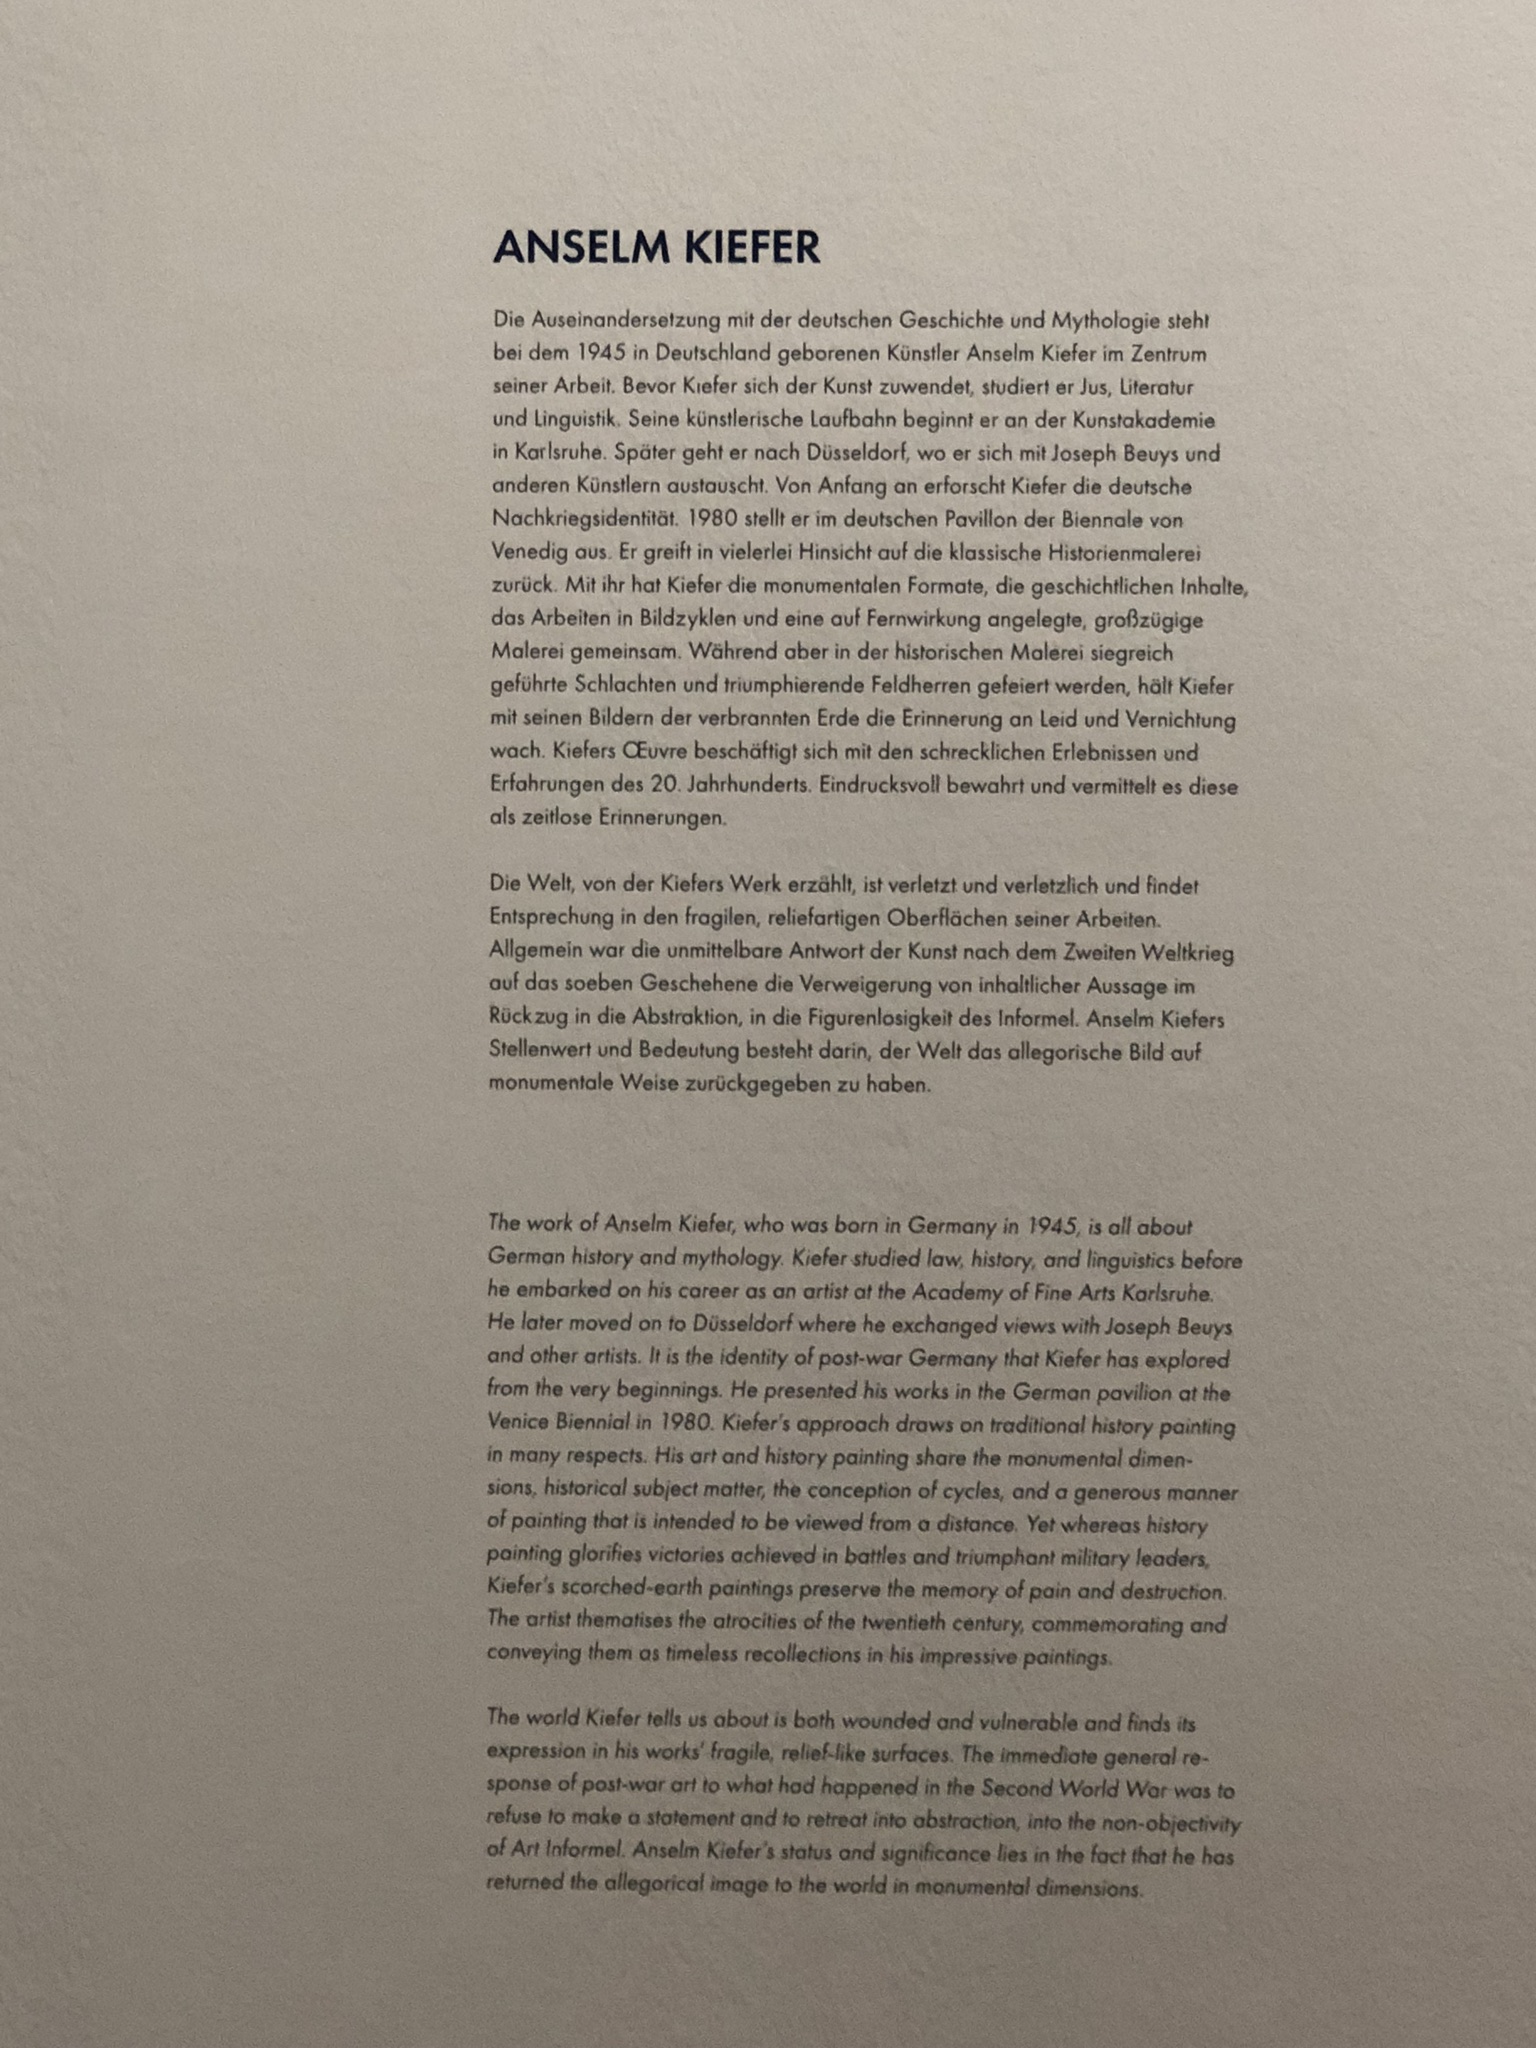 ANSELM KIEFER
Die Auseinandersetzung mit der deutschen Geschichte und Mythologie steht
bei dem 1945 in Deutschland geborenen Künstler Anselm Kiefer im Zentrum
seiner Arbeit. Bevor Kiefer sich der Kunst zuwendet, studiert er Jus, Literatur
und Linguistik. Seine künstlerische Laufbahn beginnt er an der Kunstakademie
in Karlsruhe. Später geht er nach Düsseldorf, wo er sich mit Joseph Beuys und
anderen Künstlern austauscht. Von Anfang an erforscht Kiefer die deutsche
Nachkriegsidentität. 1980 stellt er im deutschen Pavillon der Biennale von
Venedig aus. Er greift in vielerlei Hinsicht auf die klassische Historienmalerei
zurück. Mit ihr hat Kiefer die monumentalen Formate, die geschichtlichen Inhalte,
das Arbeiten in Bildzyklen und eine auf Fernwirkung angelegte, großzügige
Malerei gemeinsam. Während aber in der historischen Malerei siegreich
geführte Schlachten und triumphierende Feldherren gefeiert werden, hält Kiefer
mit seinen Bildern der verbrannten Erde die Erinnerung an Leid und Vernichtung
wach. Kiefers Œuvre beschäftigt sich mit den schrecklichen Erlebnissen und
Erfahrungen des 20. Jahrhunderts. Eindrucksvoll bewahrt und vermittelt es diese
als zeitlose Erinnerungen.
Die Welt, von der Kiefers Werk erzählt, ist verletzt und verletzlich und findet
Entsprechung in den fragilen, reliefartigen Oberflächen seiner Arbeiten.
Allgemein war die unmittelbare Antwort der Kunst nach dem Zweiten Weltkrieg
auf das soeben Geschehene die Verweigerung von inhaltlicher Aussage im
Rückzug in die Abstraktion, in die Figurenlosigkeit des Informel. Anselm Kiefers
Stellenwert und Bedeutung besteht darin, der Welt das allegorische Bild auf
monumentale Weise zurückgegeben zu haben.
The work of Anselm Kiefer, who was born in Germany in 1945, is all about
German history and mythology. Kiefer studied law, history, and linguistics before
he embarked on his career as an artist at the Academy of Fine Arts Karlsruhe.
He later moved on to Düsseldorf where he exchanged views with Joseph Beuys
and other artists. It is the identity of post-war Germany that Kiefer has explored
from the very beginnings. He presented his works in the German pavilion at the
Venice Biennial in 1980. Kiefer's approach draws on traditional history painting
in many respects. His art and history painting share the monumental dimen-
sions, historical subject matter, the conception of cycles, and a generous manner
of painting that is intended to be viewed from a distance. Yet whereas history
painting glorifies victories achieved in battles and triumphant military leaders,
Kiefer's scorched-earth paintings preserve the memory of pain and destruction.
The artist thematises the atrocities of the twentieth century, commemorating and
conveying them as timeless recollections in his impressive paintings.
The world Kiefer tells us about is both wounded and vulnerable and finds its
expression in his works' fragile, relief-like surfaces. The immediate general re-
sponse of post-war art to what had happened in the Second World War was to
refuse to make a statement and to retreat into abstraction, into the non-objectivity
of Art Informel. Anselm Kiefer's status and significance lies in the fact that he has
returned the allegorical image to the world in monumental dimensions.